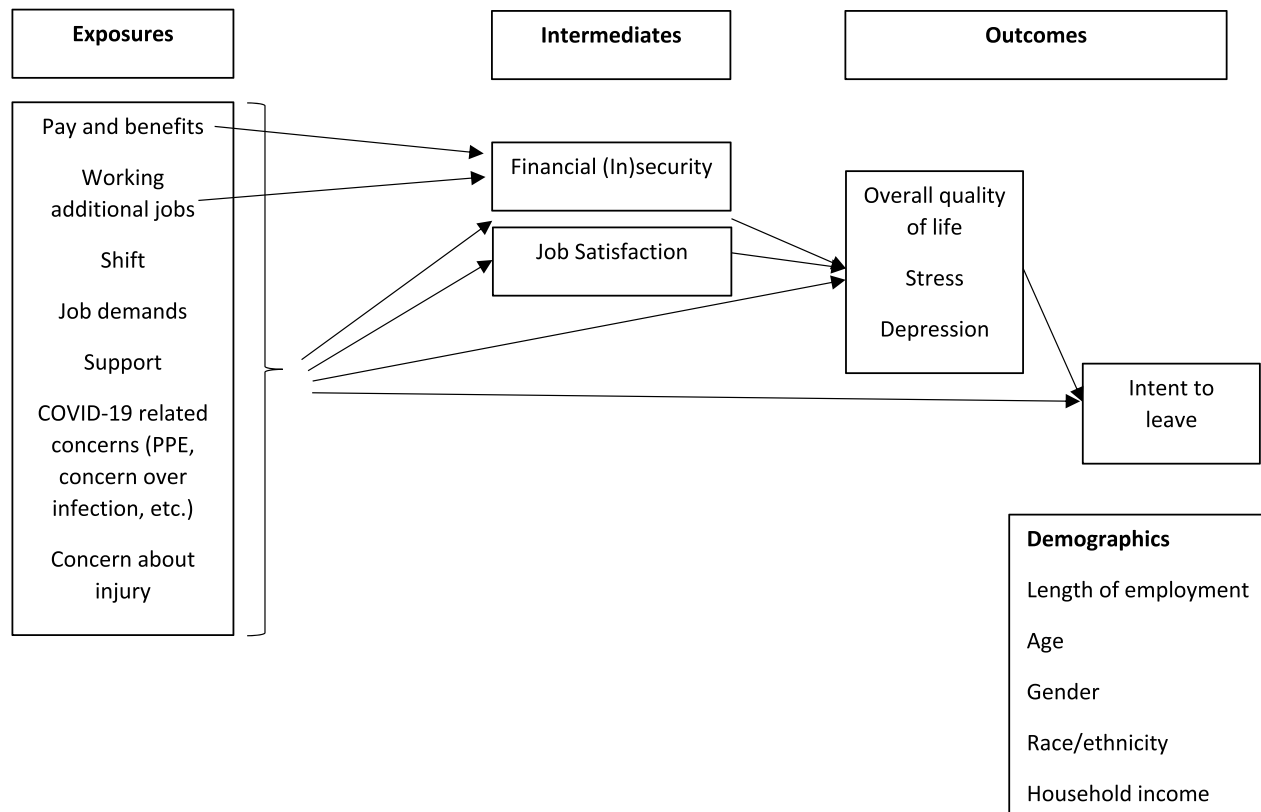 Exposures
Intermediates
Outcomes
Pay and benefits
Working
additional jobs
Shift
Job demands
Support
COVID-19 related
concerns (PPE,
concern over
infection, etc.)
Concern about
injury
Financial (In)security
Job Satisfaction
Overall quality
of life
Stress
Depression
Intent to
leave
Demographics
Length of employment
Age
Gender
Race/ethnicity
Household income